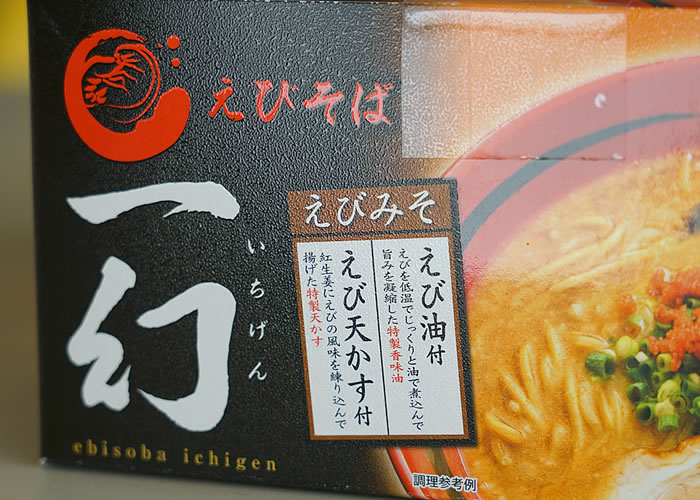 えびそば
一幻
いちげん
ebisoba ichigen
えびみそ
えび油付
えびを低温でじっくりと油で煮込んで
旨みを凝縮した特製香味油
えび天かす付
紅生姜にえびの風味を練り込んで
揚げた特製天かす
調理参考例